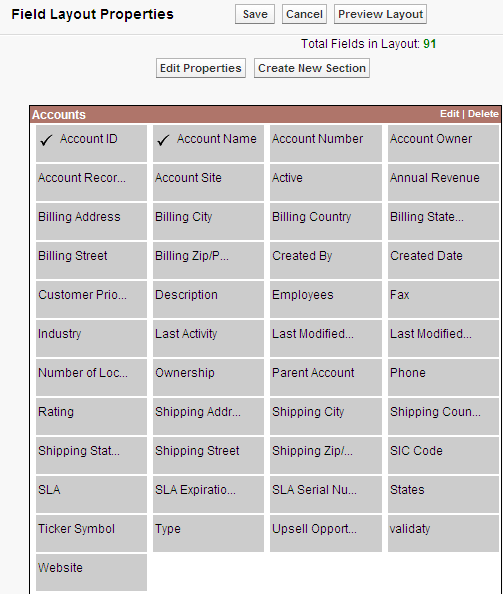 Field Layout Properties Save Cancel Preview Layout
Total Fields in Layout: 91
Edit Properties Create New Section
Accounts Edit | Delete
Account ID Account Name Account Number Account Owner
Account Recor... Account Site Active Annual Revenue
Billing Address Billing City Billing Country Billing State...
Billing Street Billing Zip/P... Created By Created Date
Customer Prio... Description Employees Fax
Industry Last Activity Last Modified... Last Modified...
Number of Loc... Ownership Parent Account Phone
Rating Shipping Addr... Shipping City Shipping Coun...
Shipping Stat... Shipping Street Shipping Zip/... SIC Code
SLA SLA Expiratio... SLA Serial Nu... States
Ticker Symbol Type Upsell Opport... validaty
Website